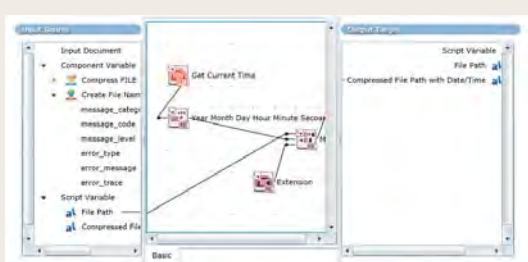 Input Source
Input Document
Component Variable
Compress FILE
Create File Nam
message_categ
message_code
message_level
error_type
error_message
error_trace
Script Variable
File Path
Compressed File
Get Current Time
Year Month Day Hour Minute Secon
M
Extension
Basic
Output Target
Script Variable
File Path
Compressed File Path with Date/Time